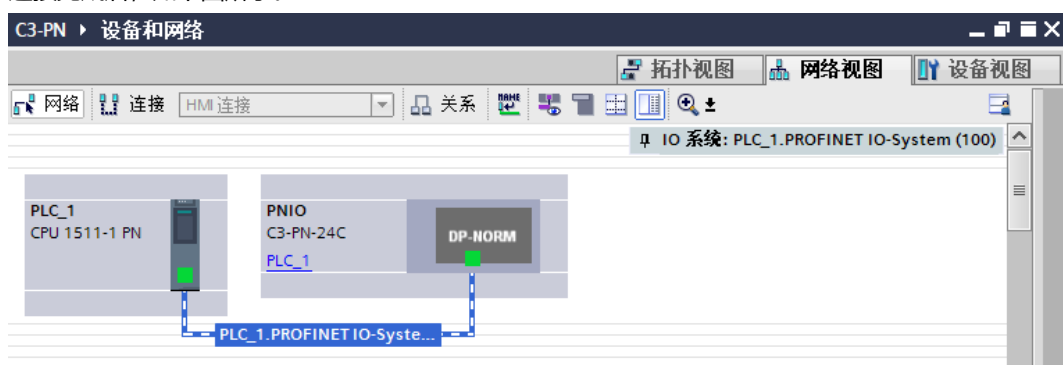 C3-PN ▸ 设备和网络
拓扑视图 网络视图 设备视图
网络 连接 HMI 连接 关系
IO 系统: PLC_1.PROFINET IO-System (100)
PLC_1
CPU 1511-1 PN
PNIO
C3-PN-24C
PLC_1
DP-NORM
PLC_1.PROFINET IO-Syste...